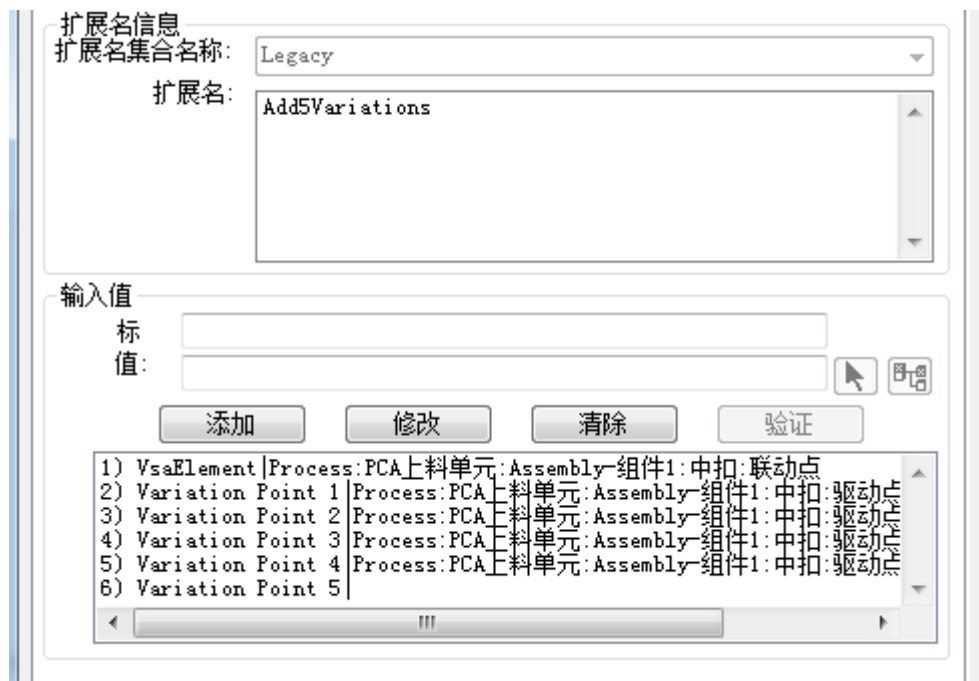 扩展名信息
扩展名集合名称:
Legacy
扩展名:
Add5Variations
输入值
标
值:
添加
修改
清除
验证
1) VsaElement|Process:PCA上料单元:Assembly-组件1:中扣:联动点
2) Variation Point 1|Process:PCA上料单元:Assembly-组件1:中扣:驱动点
3) Variation Point 2|Process:PCA上料单元:Assembly-组件1:中扣:驱动点
4) Variation Point 3|Process:PCA上料单元:Assembly-组件1:中扣:驱动点
5) Variation Point 4|Process:PCA上料单元:Assembly-组件1:中扣:驱动点
6) Variation Point 5|